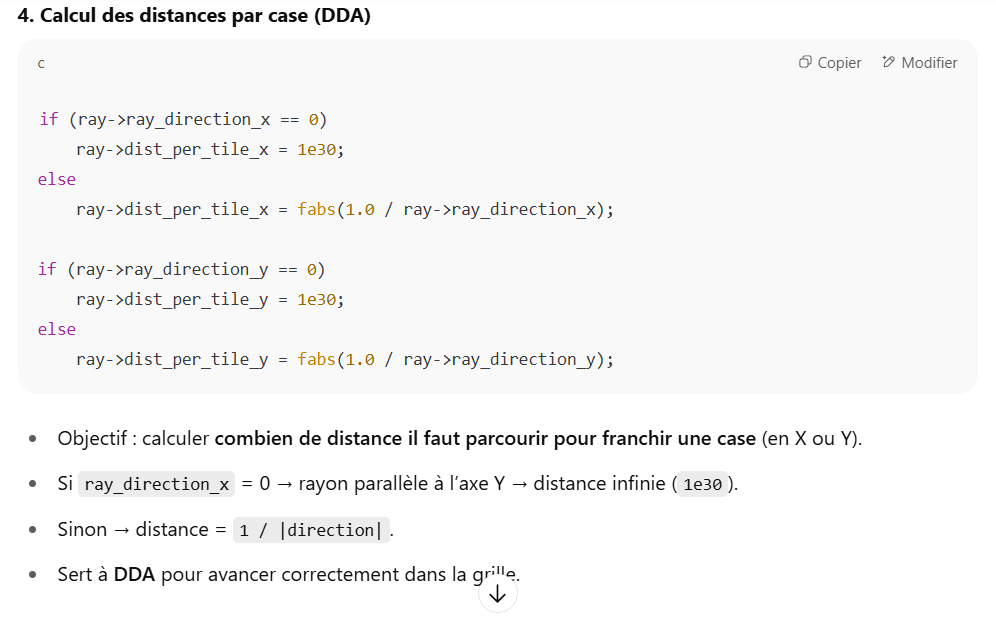 4. Calcul des distances par case (DDA)
c
Copier
Modifier
if (ray->ray_direction_x == 0)
    ray->dist_per_tile_x = 1e30;
else
    ray->dist_per_tile_x = fabs(1.0 / ray->ray_direction_x);
if (ray->ray_direction_y == 0)
    ray->dist_per_tile_y = 1e30;
else
    ray->dist_per_tile_y = fabs(1.0 / ray->ray_direction_y);
• Objectif : calculer combien de distance il faut parcourir pour franchir une case (en X ou Y).
• Si ray_direction_x = 0 → rayon parallèle à l’axe Y → distance infinie ( 1e30 ).
• Sinon → distance = 1 / |direction| .
• Sert à DDA pour avancer correctement dans la grille.